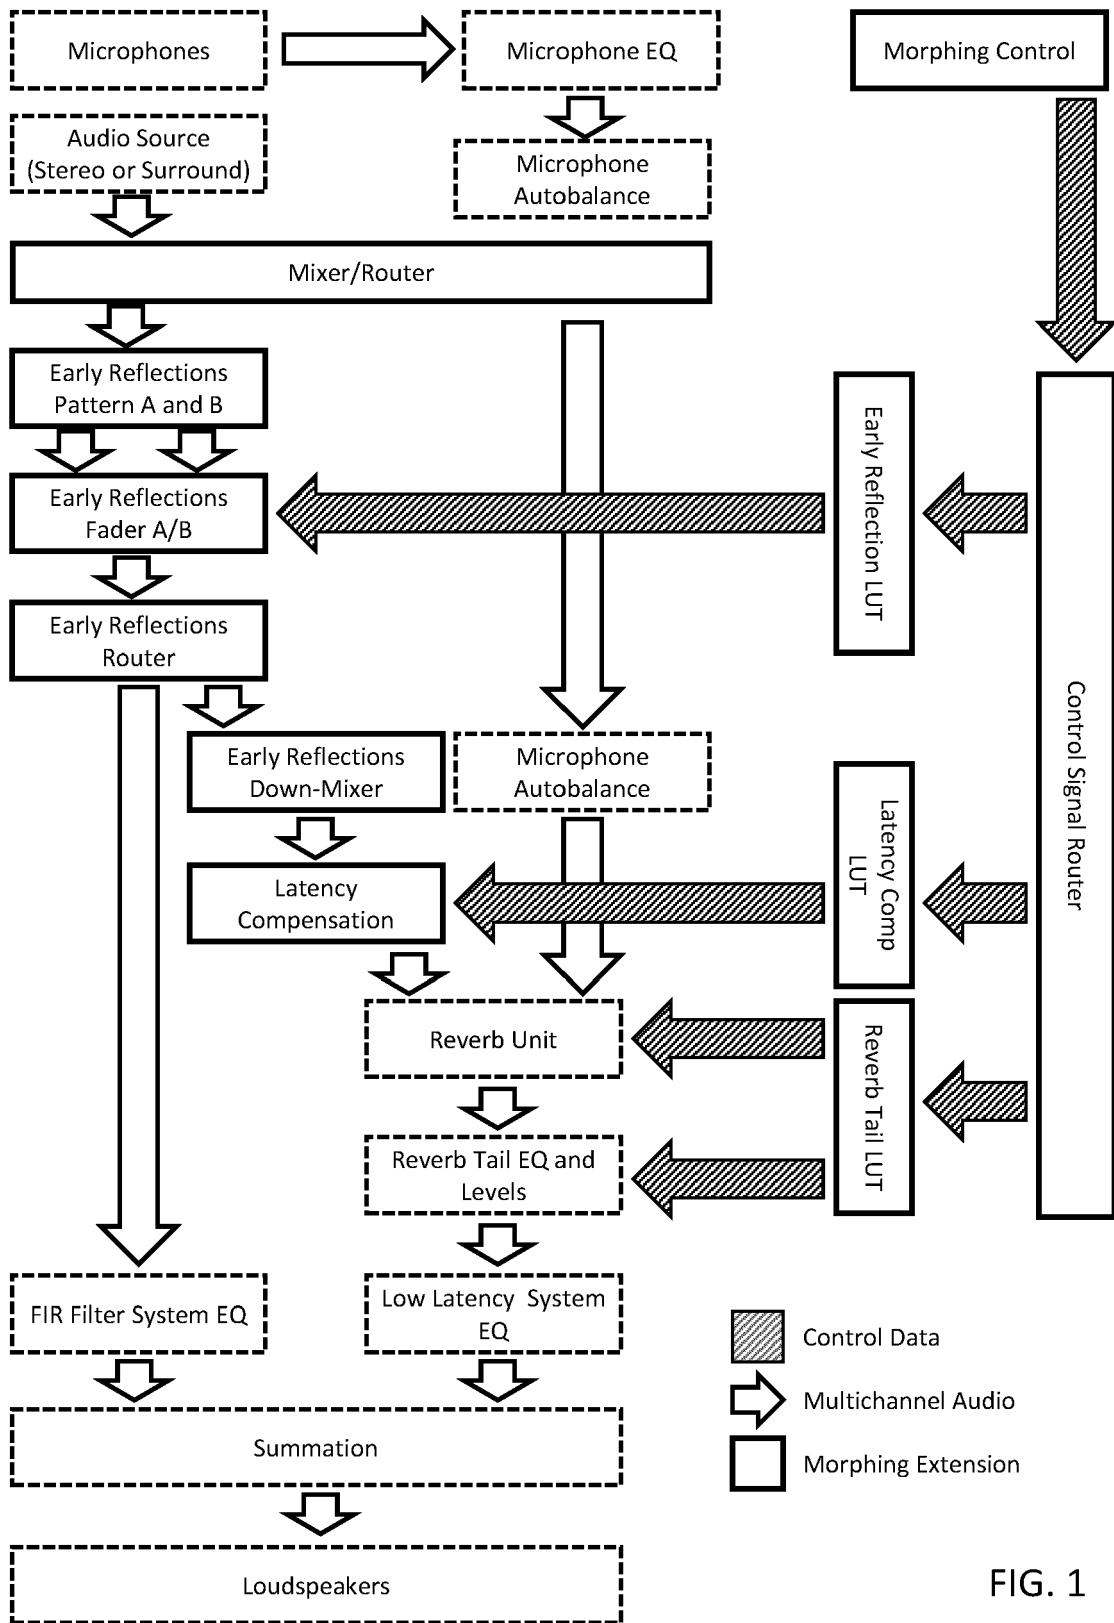 Microphones
Microphone EQ
Morphing Control
Audio Source
(Stereo or Surround)
Microphone
Autobalance
Mixer/Router
Early Reflections
Pattern A and B
Early Reflections
Fader A/B
Early Reflection LUT
Control Signal Router
Early Reflections
Router
Early Reflections
Down-Mixer
Microphone
Autobalance
Latency Comp
LUT
Latency
Compensation
Reverb Unit
Reverb Tail LUT
Reverb Tail EQ and
Levels
FIR Filter System EQ
Low Latency System
EQ
Control Data
Multichannel Audio
Summation
Morphing Extension
Loudspeakers
FIG. 1